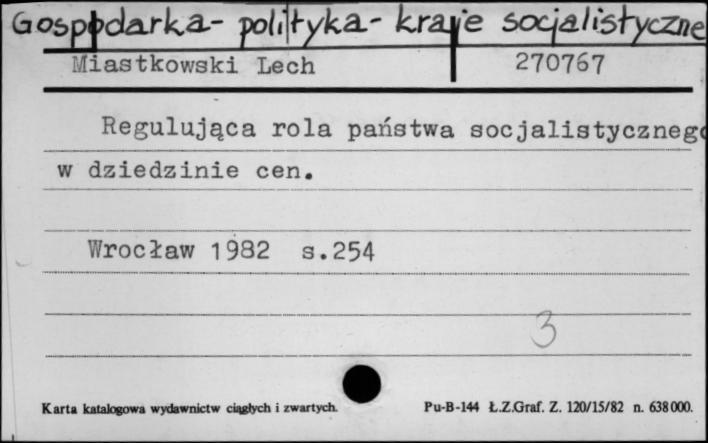 Gospodarka - polityka - kraje socjalistyczne
Miastkowski Lech 270767
Regulująca rola państwa socjalistycznego
w dziedzinie cen.
Wrocław 1982 s.254
3
Karta katalogowa wydawnictw ciągłych i zwartych. Pu-B-144 Ł.Z.Graf. Z. 120/15/82 n. 638000.